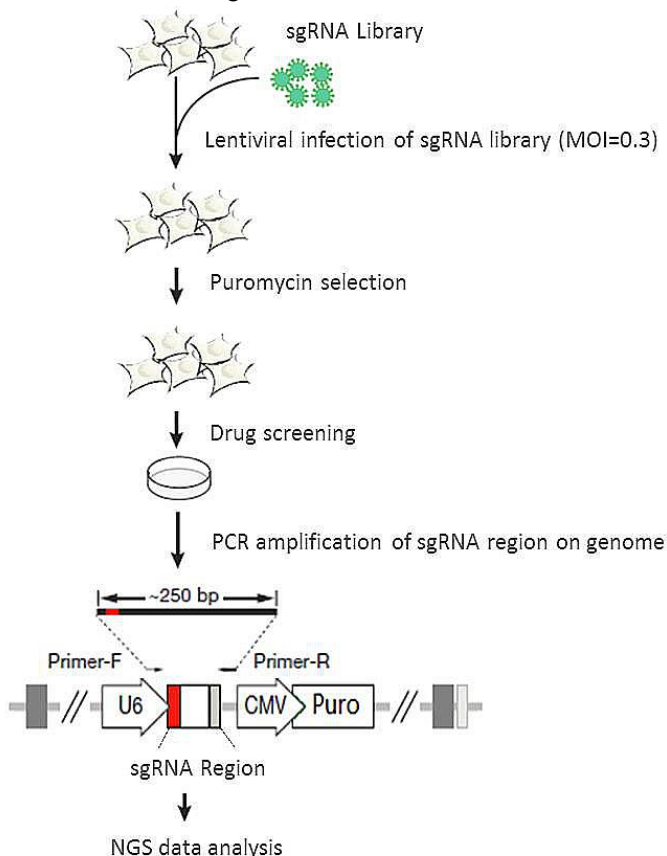 sgRNA Library
Lentiviral infection of sgRNA library (MOI=0.3)
Puromycin selection
Drug screening
PCR amplification of sgRNA region on genome
~250 bp
Primer-F Primer-R
U6 CMV Puro
sgRNA Region
NGS data analysis